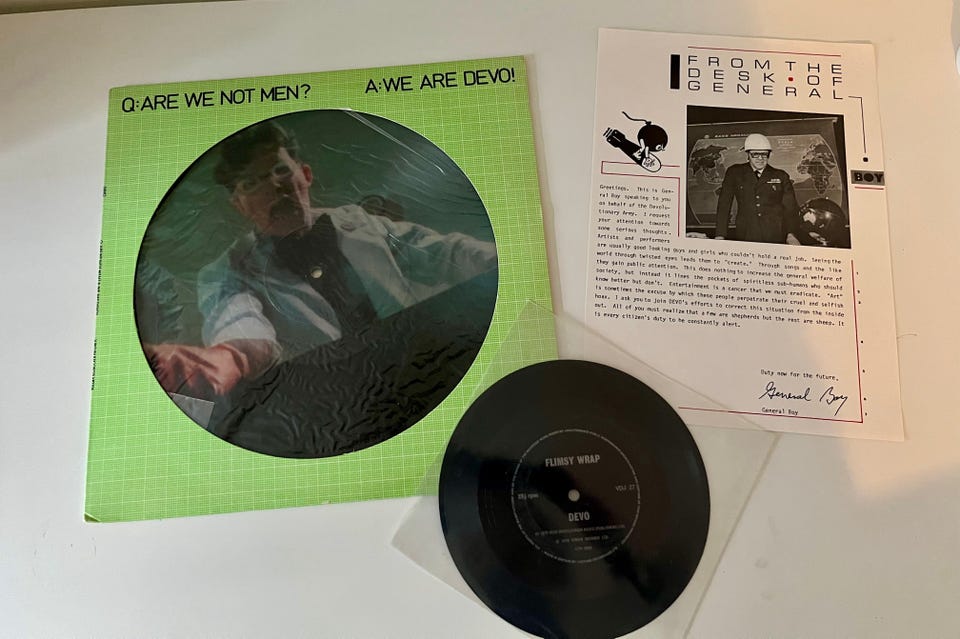 Q:ARE WE NOT MEN? A:WE ARE DEVO!
FROM THE
DESK OF
GENERAL
BOY
Greetings. This is Gen-
eral Boy speaking to you
on behalf of the Devolu-
tionary Army. I request
your attention towards
some serious thoughts.
Artists and performers
are usually good looking guys and girls who couldn't hold a real job. Seeing the
world through twisted eyes leads them to "create." Through songs and the like
they gain public attention. This does nothing to increase the general welfare of
society, but instead it lines the pockets of spiritless sub-humans who should
know better but don't. Entertainment is a cancer that we must eradicate. "Art"
is sometimes the excuse by which these people perpetrate their cruel and selfish
hoax. I ask you to join DEVO's efforts to correct this situation from the inside
out. All of you must realize that a few are shepherds but the rest are sheep. It
is every citizen's duty to be constantly alert.
Duty now for the future,
General Boy
General Boy
FLIMSY WRAP
33⅓ rpm VDJ 27
DEVO